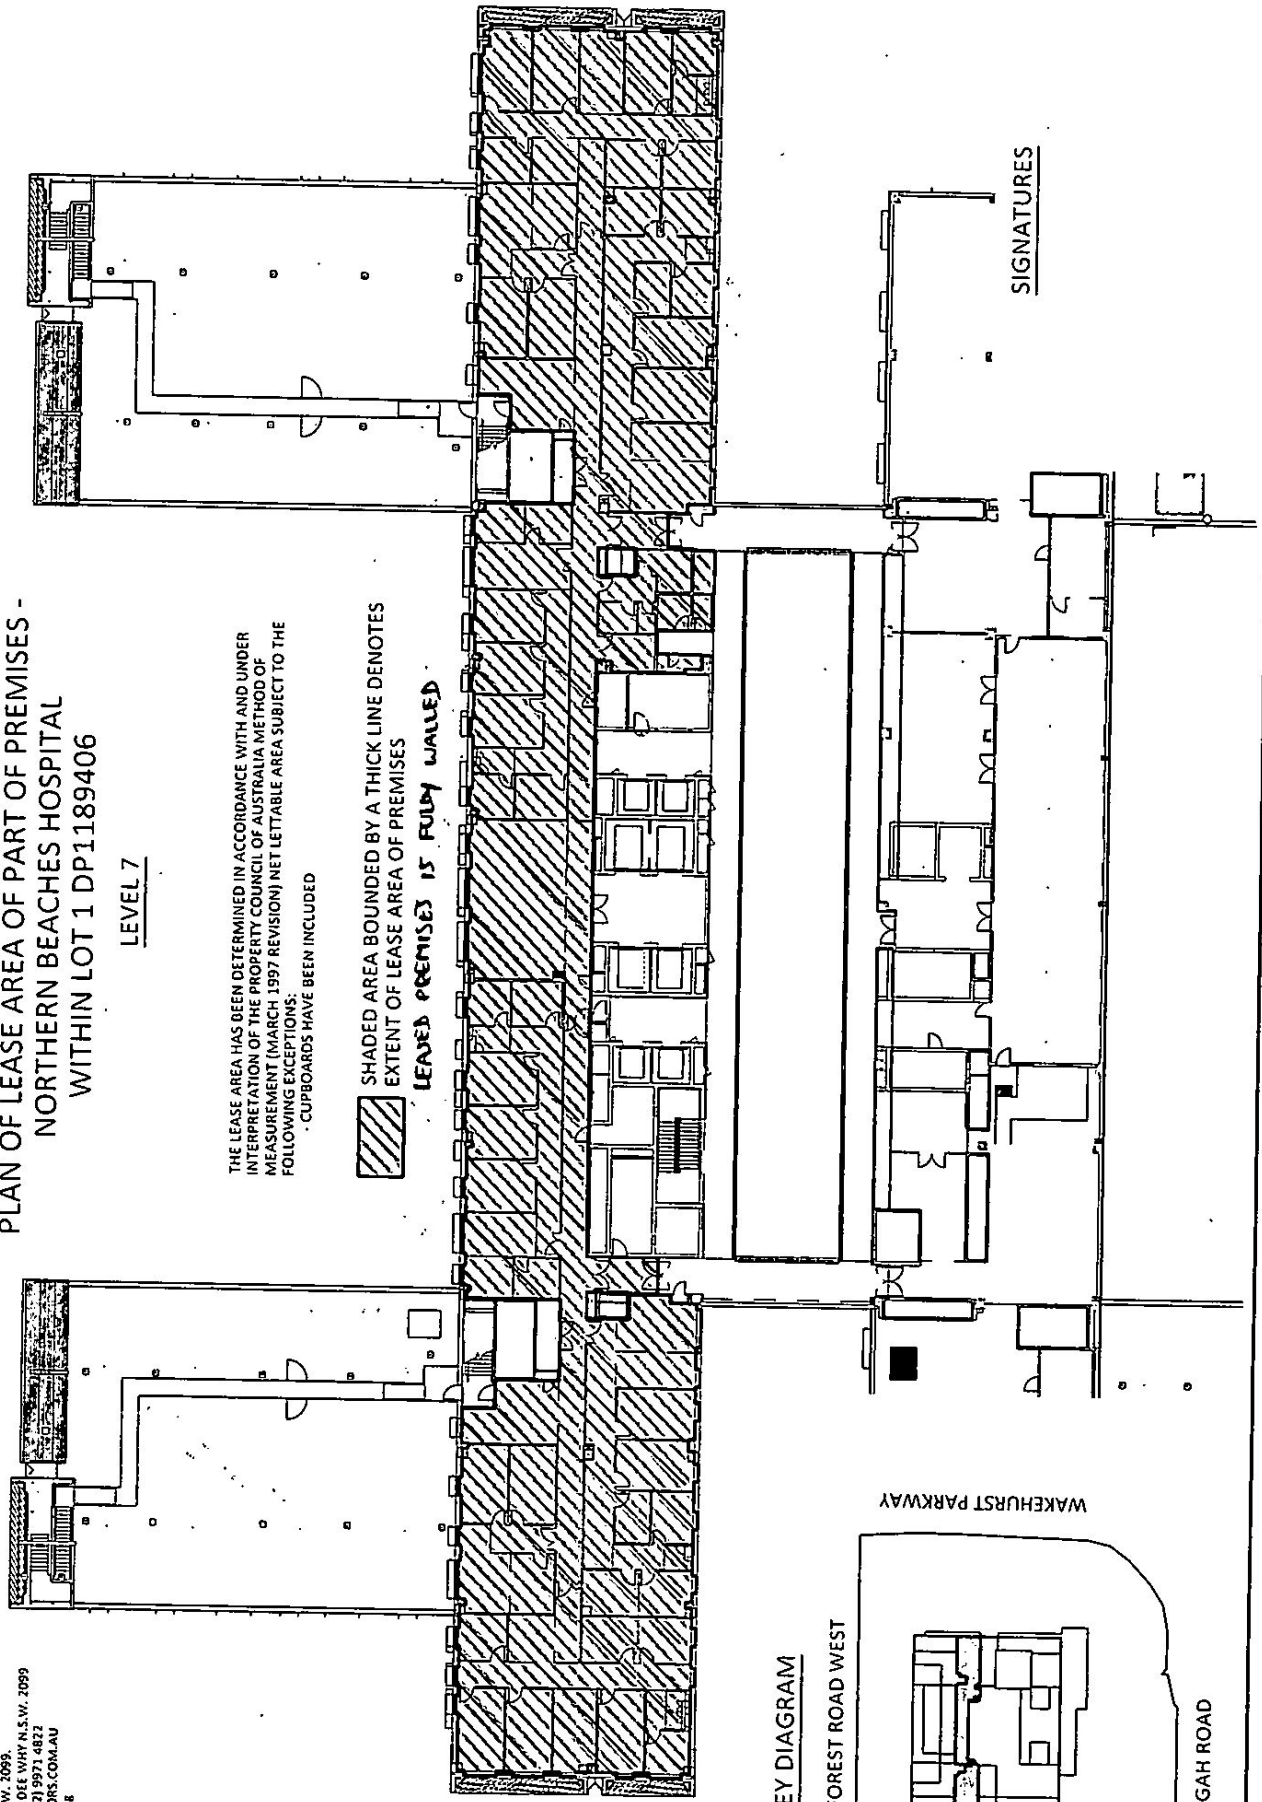 PLAN OF LEASE AREA OF PART OF PREMISES -
NORTHERN BEACHES HOSPITAL
WITHIN LOT 1 DP1189406
LEVEL 7
THE LEASE AREA HAS BEEN DETERMINED IN ACCORDANCE WITH AND UNDER
INTERPRETATION OF THE PROPERTY COUNCIL OF AUSTRALIA METHOD OF
MEASUREMENT (MARCH 1997 REVISION) NET LETTABLE AREA SUBJECT TO THE
FOLLOWING EXCEPTIONS:
- CUPBOARDS HAVE BEEN INCLUDED
SHADED AREA BOUNDED BY A THICK LINE DENOTES
EXTENT OF LEASE AREA OF PREMISES
LEASED PREMISES IS FULLY WALLED
W. 2099.
DEE WHY N.S.W. 2099
2) 9971 4822
ORS.COM.AU
SIGNATURES
EY DIAGRAM
OREST ROAD WEST
WAKEHURST PARKWAY
GAH ROAD